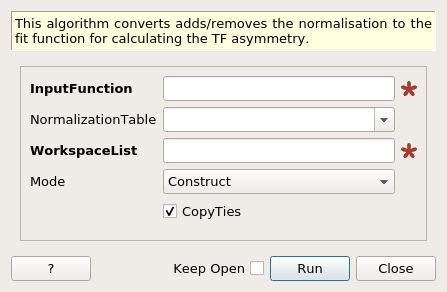 This algorithm converts adds/removes the normalisation to the
fit function for calculating the TF asymmetry.
InputFunction
NormalizationTable
WorkspaceList
Mode Construct
CopyTies
? Keep Open Run Close